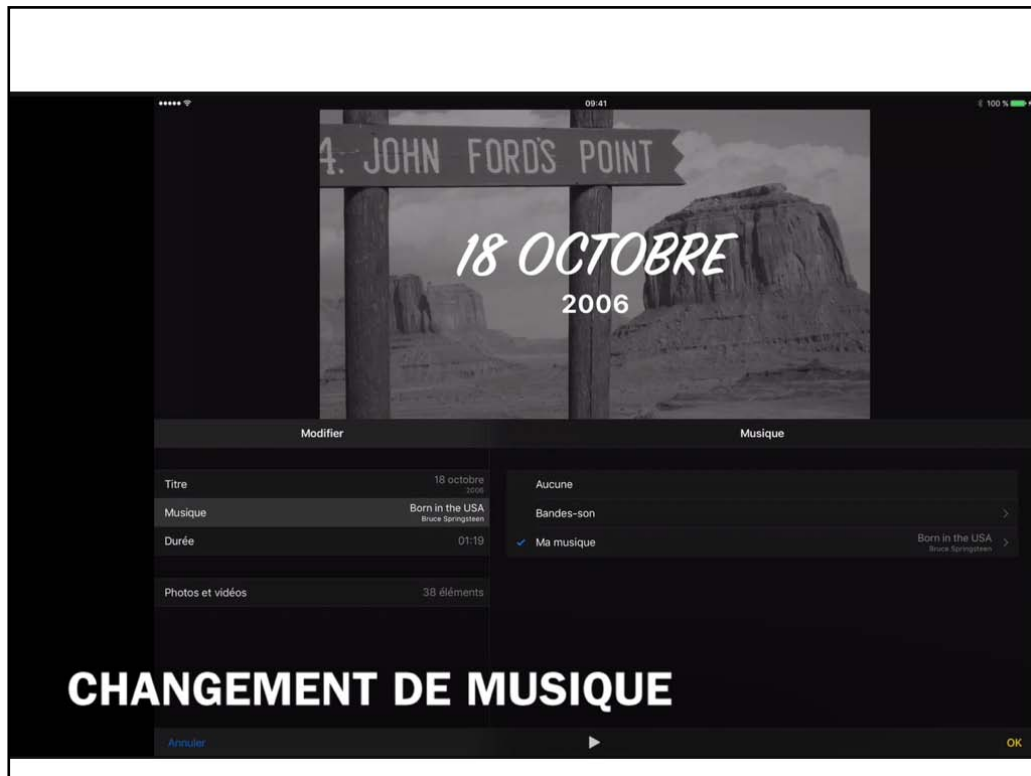 09:41
100 %
4. JOHN FORD'S POINT
18 OCTOBRE
2006
Modifier
Musique
Titre
18 octobre
2006
Musique
Born in the USA
Bruce Springsteen
Durée
01:19
Photos et vidéos
38 éléments
Aucune
Bandes-son
Ma musique
Born in the USA
Bruce Springsteen
CHANGEMENT DE MUSIQUE
Annuler
OK